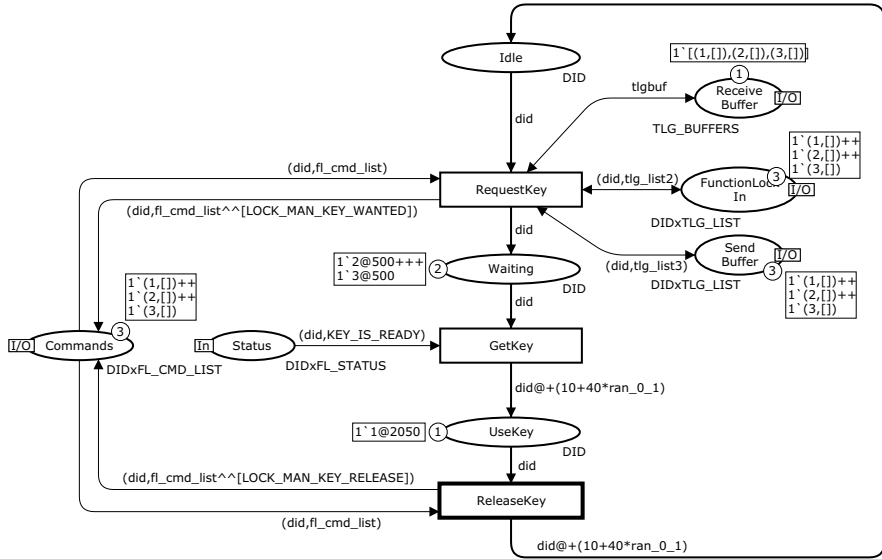 Idle
DID
1`[(1,[]),(2,[]),(3,[])]
1
tlgbuf
Receive
Buffer
I/O
did
TLG_BUFFERS
1`(1,[])++
1`(2,[])++
1`(3,[])
(did,fl_cmd_list)
RequestKey
(did,tlg_list2)
3
FunctionLock
In
I/O
(did,fl_cmd_list^^[LOCK_MAN_KEY_WANTED])
DIDxTLG_LIST
did
Send
Buffer
I/O
1`2@500+++
1`3@500
2
Waiting
(did,tlg_list3)
3
DID
DIDxTLG_LIST
1`(1,[])++
1`(2,[])++
1`(3,[])
1`(1,[])++
1`(2,[])++
1`(3,[])
did
3
(did,KEY_IS_READY)
I/O
Commands
In
Status
GetKey
DIDxFL_CMD_LIST
DIDxFL_STATUS
did@+(10+40*ran_0_1)
1`1@2050
1
UseKey
DID
did
(did,fl_cmd_list^^[LOCK_MAN_KEY_RELEASE])
ReleaseKey
(did,fl_cmd_list)
did@+(10+40*ran_0_1)